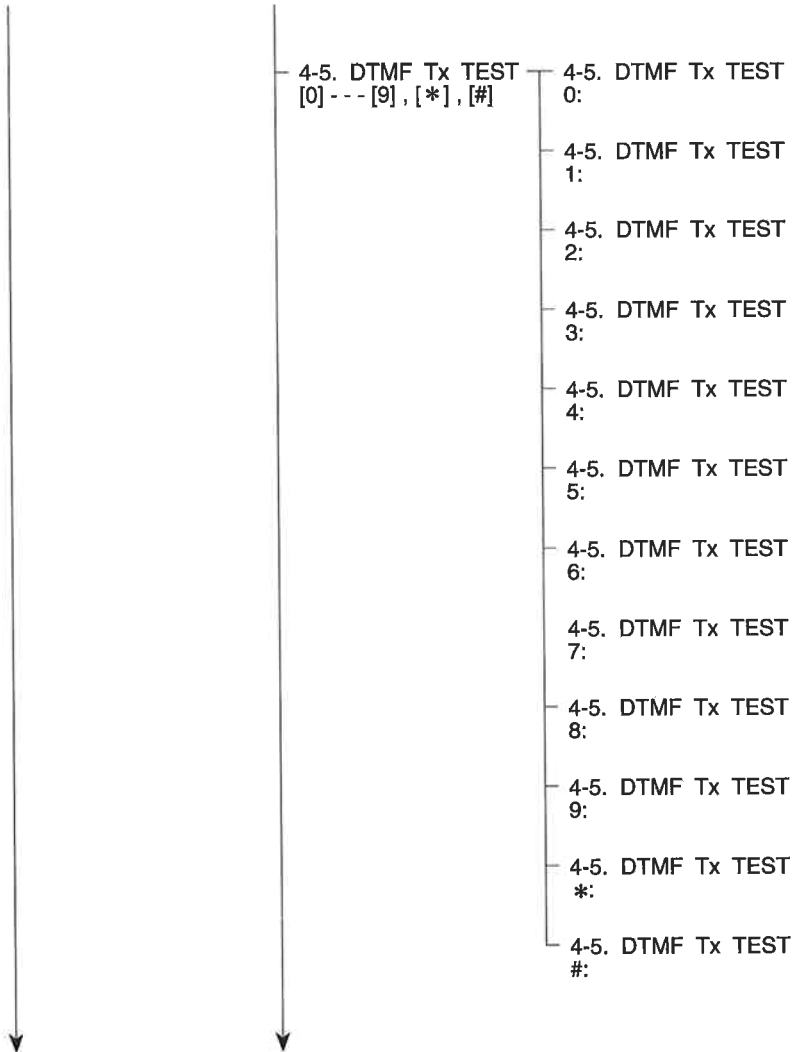 4-5. DTMF Tx TEST
[0] - - - [9] , [*] , [#]
4-5. DTMF Tx TEST
0:
4-5. DTMF Tx TEST
1:
4-5. DTMF Tx TEST
2:
4-5. DTMF Tx TEST
3:
4-5. DTMF Tx TEST
4:
4-5. DTMF Tx TEST
5:
4-5. DTMF Tx TEST
6:
4-5. DTMF Tx TEST
7:
4-5. DTMF Tx TEST
8:
4-5. DTMF Tx TEST
9:
4-5. DTMF Tx TEST
*:
4-5. DTMF Tx TEST
#: